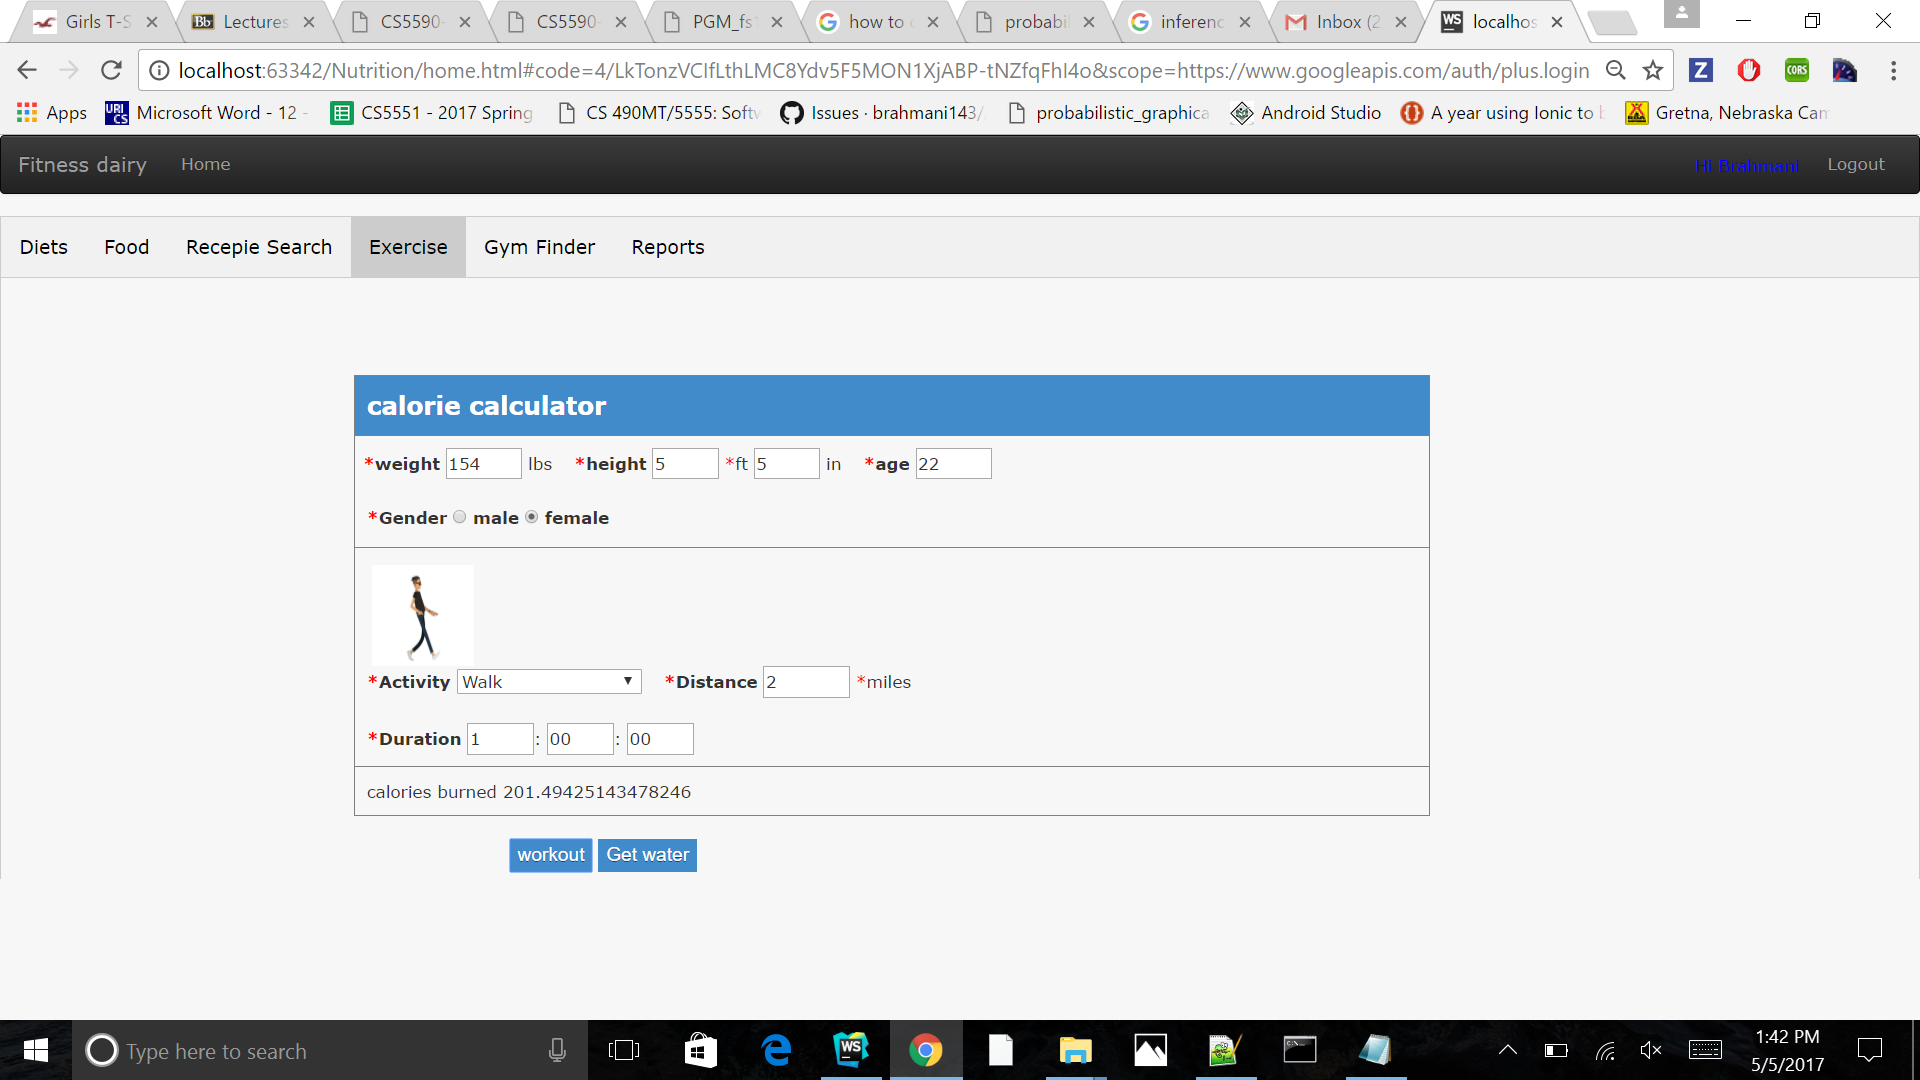 Girls T-S Lectures CS5590- CS5590- PGM_fs how to probabil inferenc Inbox (2 localhos
localhost:63342/Nutrition/home.html#code=4/LkTonzVCIfLthLMC8Ydv5F5MON1XjABP-tNZfqFhI4o&scope=https://www.googleapis.com/auth/plus.login
Apps Microsoft Word - 12 - CS5551 - 2017 Spring CS 490MT/5555: Softw Issues · brahmani143/ probabilistic_graphica Android Studio A year using Ionic to b Gretna, Nebraska Cam
Fitness dairy Home Hi Brahmani Logout
Diets Food Recepie Search Exercise Gym Finder Reports
calorie calculator
*weight 154 lbs *height 5 *ft 5 in *age 22
*Gender male female
*Activity Walk *Distance 2 *miles
*Duration 1 : 00 : 00
calories burned 201.49425143478246
workout Get water
Type here to search
1:42 PM
5/5/2017